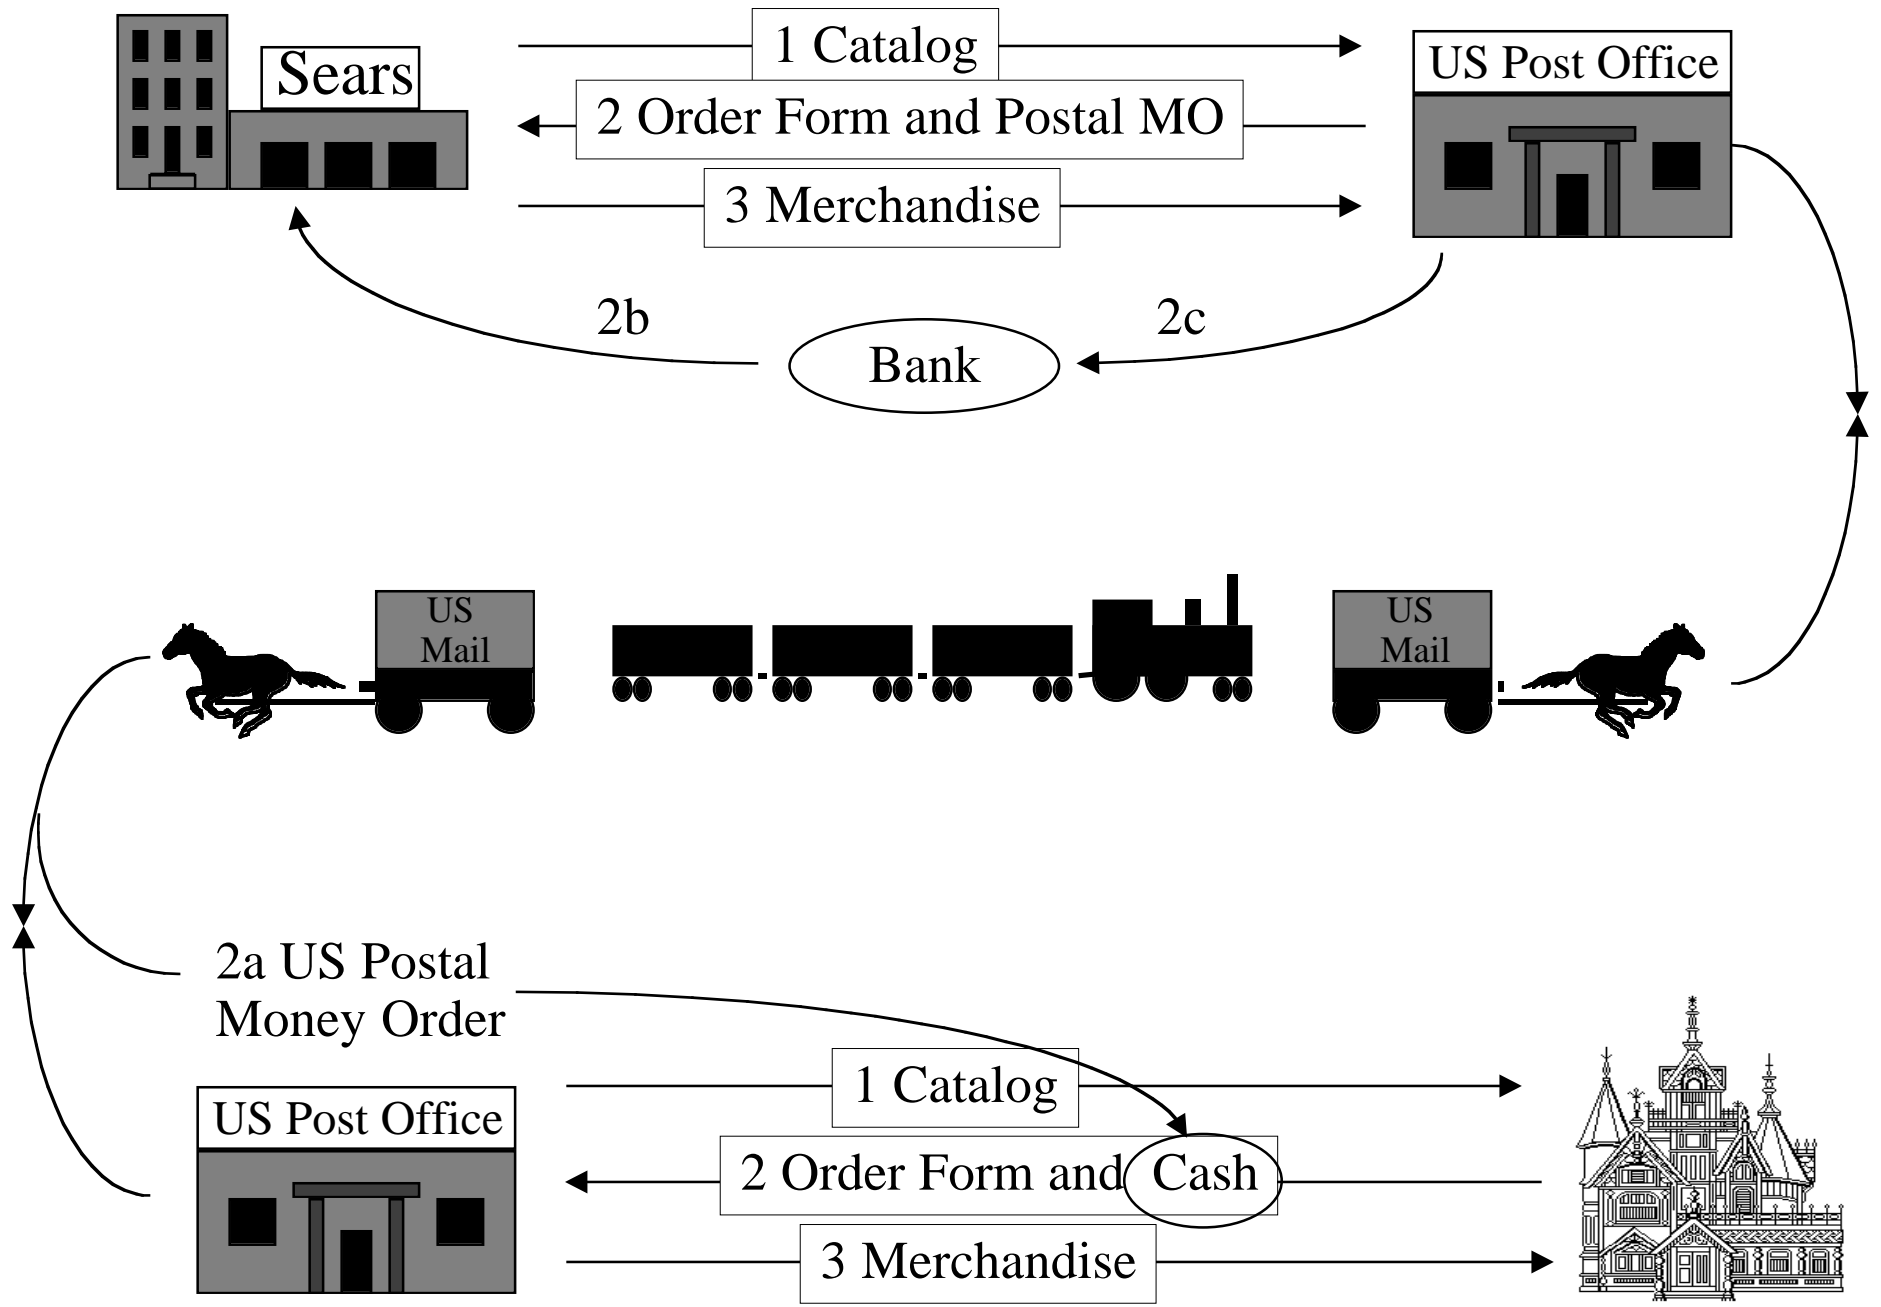 Sears
1 Catalog
US Post Office
2 Order Form and Postal MO
3 Merchandise
2b
2c
Bank
US
Mail
US
Mail
2a US Postal
Money Order
1 Catalog
US Post Office
2 Order Form and Cash
3 Merchandise